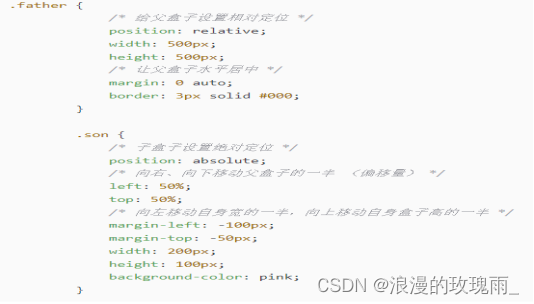 .father {
/* 给父盒子设置相对定位 */
position: relative;
width: 500px;
height: 500px;
/* 让父盒子水平居中 */
margin: 0 auto;
border: 3px solid #000;
}
.son {
/* 子盒子设置绝对定位 */
position: absolute;
/* 向右、向下移动父盒子的一半 （偏移量） */
left: 50%;
top: 50%;
/* 向左移动自身宽的一半，向上移动自身盒子高的一半 */
margin-left: -100px;
margin-top: -50px;
width: 200px;
height: 100px;
background-color: pink;
}
CSDN @浪漫的玫瑰雨_